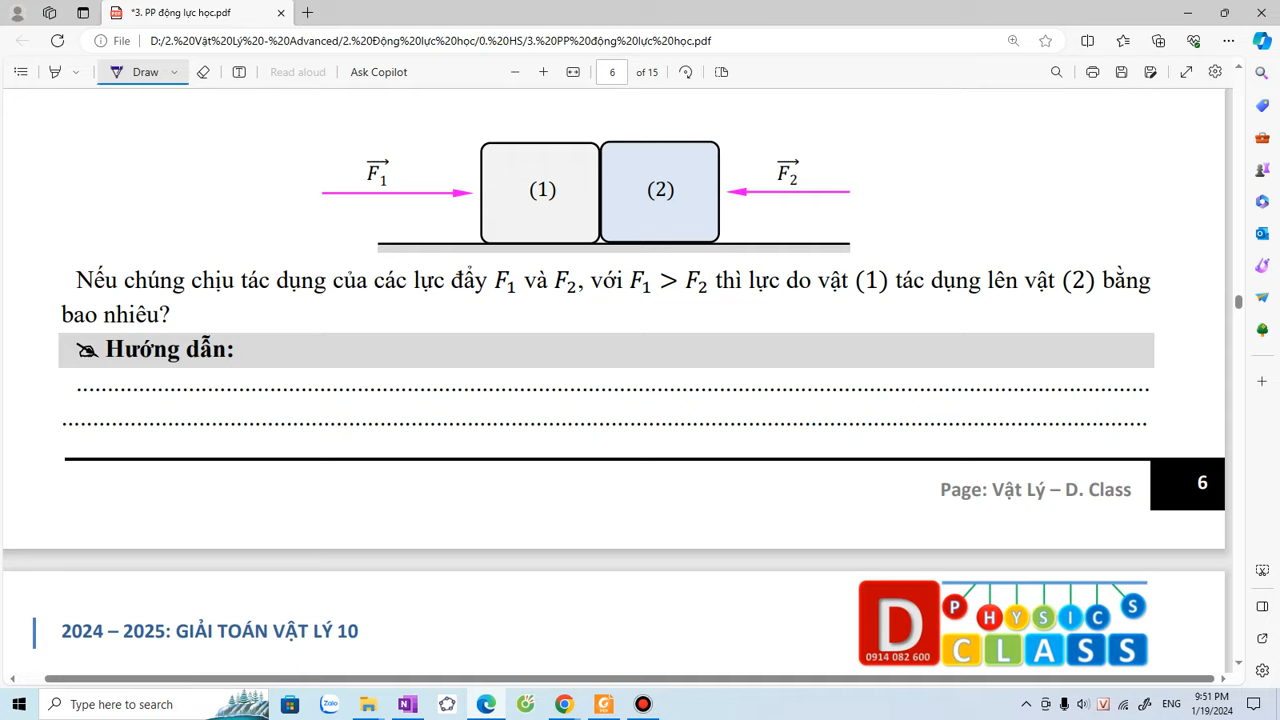 *3. PP động lực học.pdf
File D:/2.%20Vật%20Lý%20-%20Advanced/2.%20Động%20lực%20học/0.%20HS/3.%20PP%20động%20lực%20học.pdf
Draw Read aloud Ask Copilot 6 of 15
F₁ (1) (2) F₂
Nếu chúng chịu tác dụng của các lực đẩy F₁ và F₂, với F₁ > F₂ thì lực do vật (1) tác dụng lên vật (2) bằng
bao nhiêu?
Hướng dẫn:
Page: Vật Lý – D. Class 6
2024 – 2025: GIẢI TOÁN VẬT LÝ 10
D PHYSICS
0914 082 600 CLASS
Type here to search Zalo ENG 9:51 PM
1/19/2024